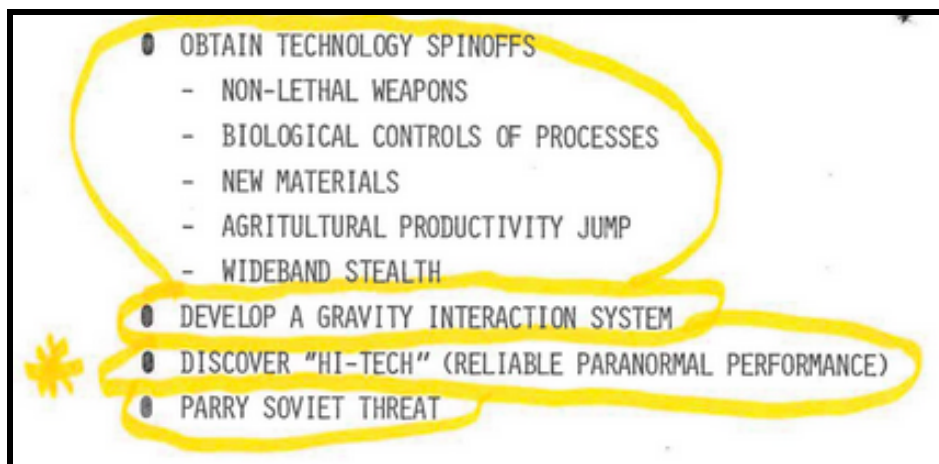 OBTAIN TECHNOLOGY SPINOFFS
- NON-LETHAL WEAPONS
- BIOLOGICAL CONTROLS OF PROCESSES
- NEW MATERIALS
- AGRITULTURAL PRODUCTIVITY JUMP
- WIDEBAND STEALTH
DEVELOP A GRAVITY INTERACTION SYSTEM
DISCOVER "HI-TECH" (RELIABLE PARANORMAL PERFORMANCE)
PARRY SOVIET THREAT